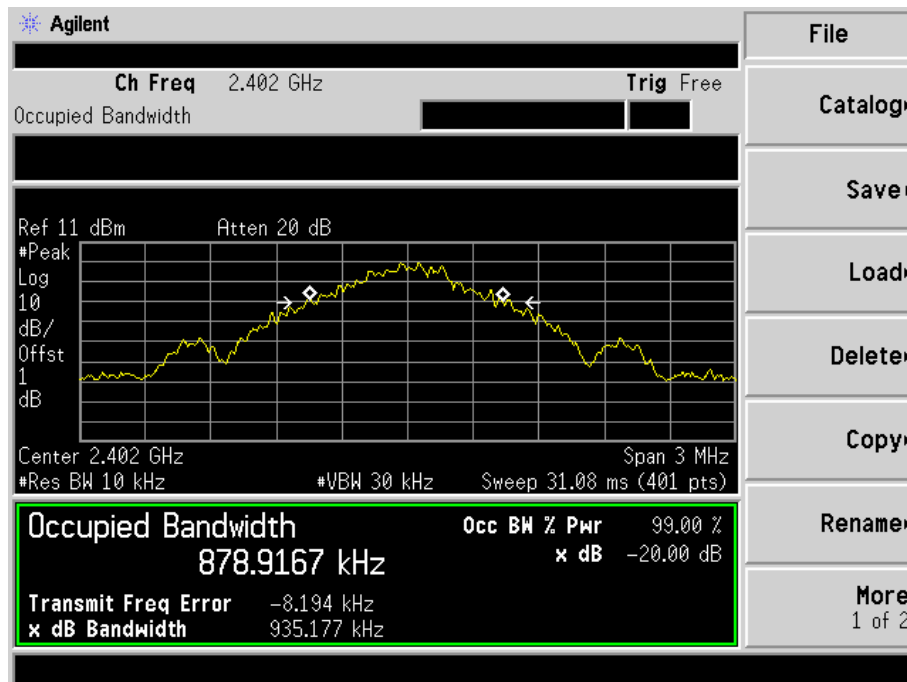 Agilent
Ch Freq 2.402 GHz Trig Free
Occupied Bandwidth
Ref 11 dBm Atten 20 dB
#Peak
Log
10
dB/
Offst
1
dB
Center 2.402 GHz Span 3 MHz
#Res BW 10 kHz #VBW 30 kHz Sweep 31.08 ms (401 pts)
Occupied Bandwidth Occ BW % Pwr 99.00 %
878.9167 kHz x dB -20.00 dB
Transmit Freq Error -8.194 kHz
x dB Bandwidth 935.177 kHz
File
Catalog
Save
Load
Delete
Copy
Rename
More
1 of 2